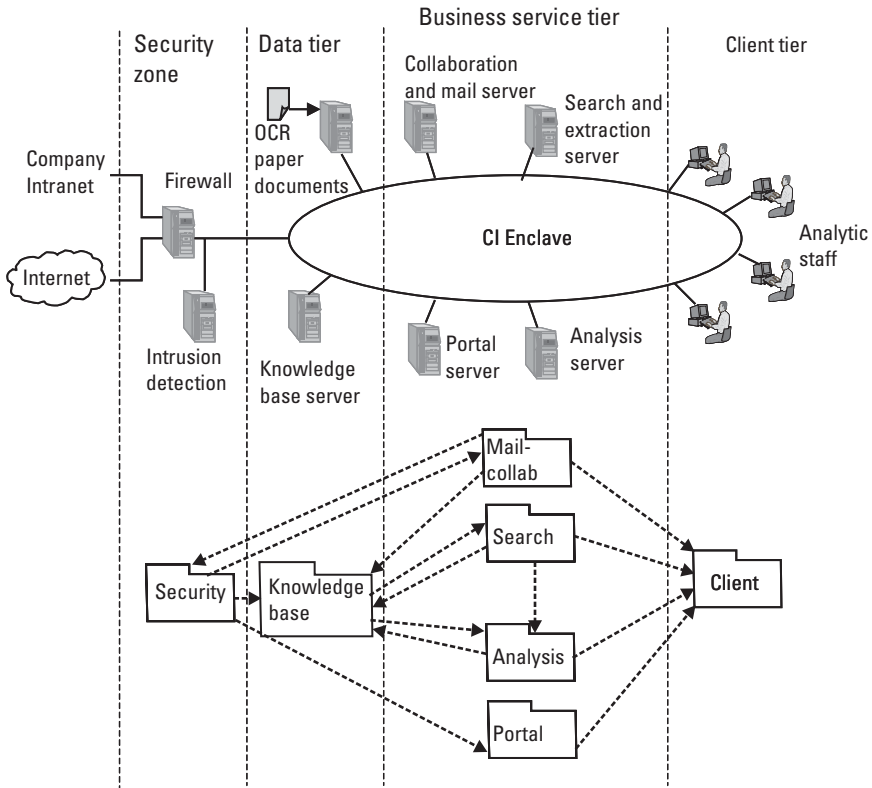 Business service tier
Security
zone
Data tier
Client tier
Collaboration
and mail server
Search and
extraction
server
OCR
paper
documents
Company
Intranet
Firewall
Internet
CI Enclave
Analytic
staff
Intrusion
detection
Knowledge
base server
Portal
server
Analysis
server
Mail-
collab
Search
Security
Knowledge
base
Client
Analysis
Portal